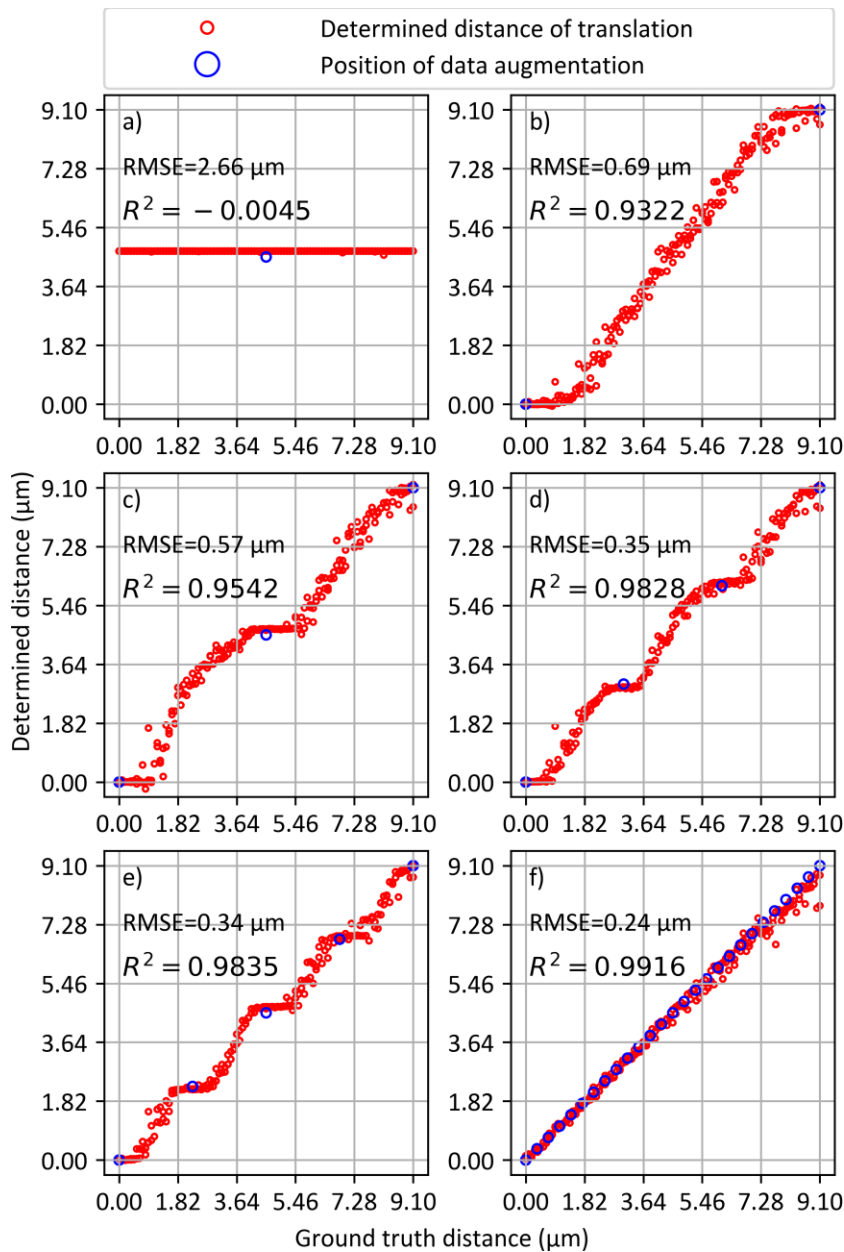 Determined distance of translation
Position of data augmentation
a)
RMSE=2.66 μm
R² = −0.0045
9.10
7.28
5.46
3.64
1.82
0.00
0.00 1.82 3.64 5.46 7.28 9.10
b)
RMSE=0.69 μm
R² = 0.9322
9.10
7.28
5.46
3.64
1.82
0.00
0.00 1.82 3.64 5.46 7.28 9.10
Determined distance (μm)
c)
RMSE=0.57 μm
R² = 0.9542
9.10
7.28
5.46
3.64
1.82
0.00
0.00 1.82 3.64 5.46 7.28 9.10
d)
RMSE=0.35 μm
R² = 0.9828
9.10
7.28
5.46
3.64
1.82
0.00
0.00 1.82 3.64 5.46 7.28 9.10
e)
RMSE=0.34 μm
R² = 0.9835
9.10
7.28
5.46
3.64
1.82
0.00
0.00 1.82 3.64 5.46 7.28 9.10
f)
RMSE=0.24 μm
R² = 0.9916
9.10
7.28
5.46
3.64
1.82
0.00
0.00 1.82 3.64 5.46 7.28 9.10
Ground truth distance (μm)